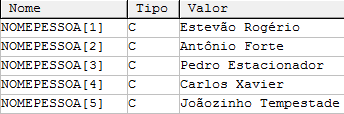 Nome Tipo Valor
NOMEPESSOA[1] C Estevão Rogério
NOMEPESSOA[2] C Antônio Forte
NOMEPESSOA[3] C Pedro Estacionador
NOMEPESSOA[4] C Carlos Xavier
NOMEPESSOA[5] C Joãozinho Tempestade